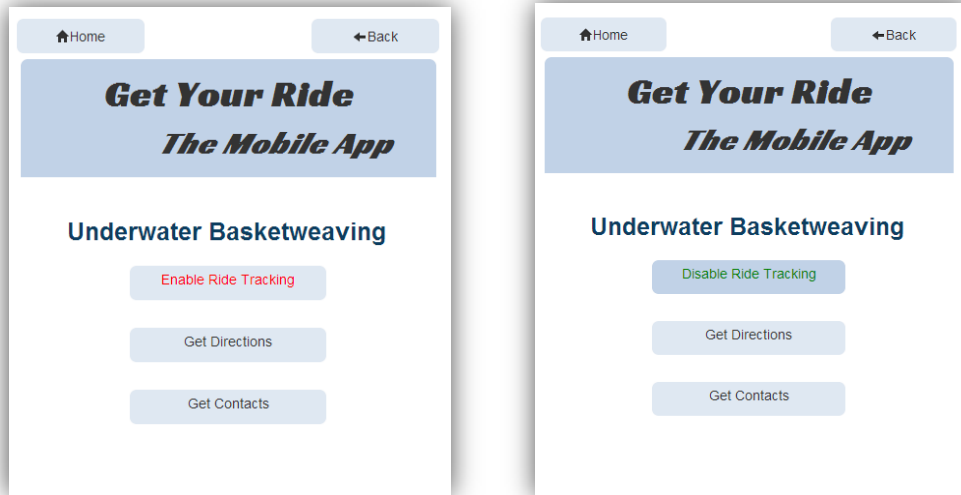 Home
Back
Get Your Ride
The Mobile App
Underwater Basketweaving
Enable Ride Tracking
Get Directions
Get Contacts
Home
Back
Get Your Ride
The Mobile App
Underwater Basketweaving
Disable Ride Tracking
Get Directions
Get Contacts